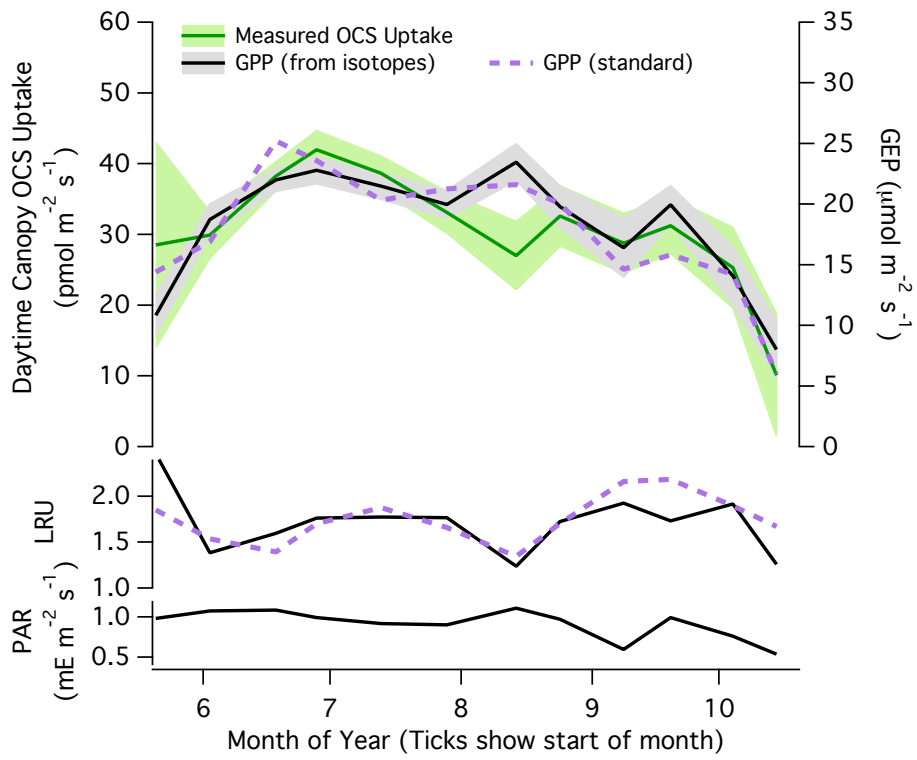 60
50
40
30
20
10
0
Daytime Canopy OCS Uptake
(pmol m⁻² s⁻¹)
Measured OCS Uptake
GPP (from isotopes)
GPP (standard)
35
30
25
20
15
10
5
0
GEP (μmol m⁻² s⁻¹)
2.0
1.5
1.0
LRU
1.0
0.5
PAR
(mE m⁻² s⁻¹)
6 7 8 9 10
Month of Year (Ticks show start of month)